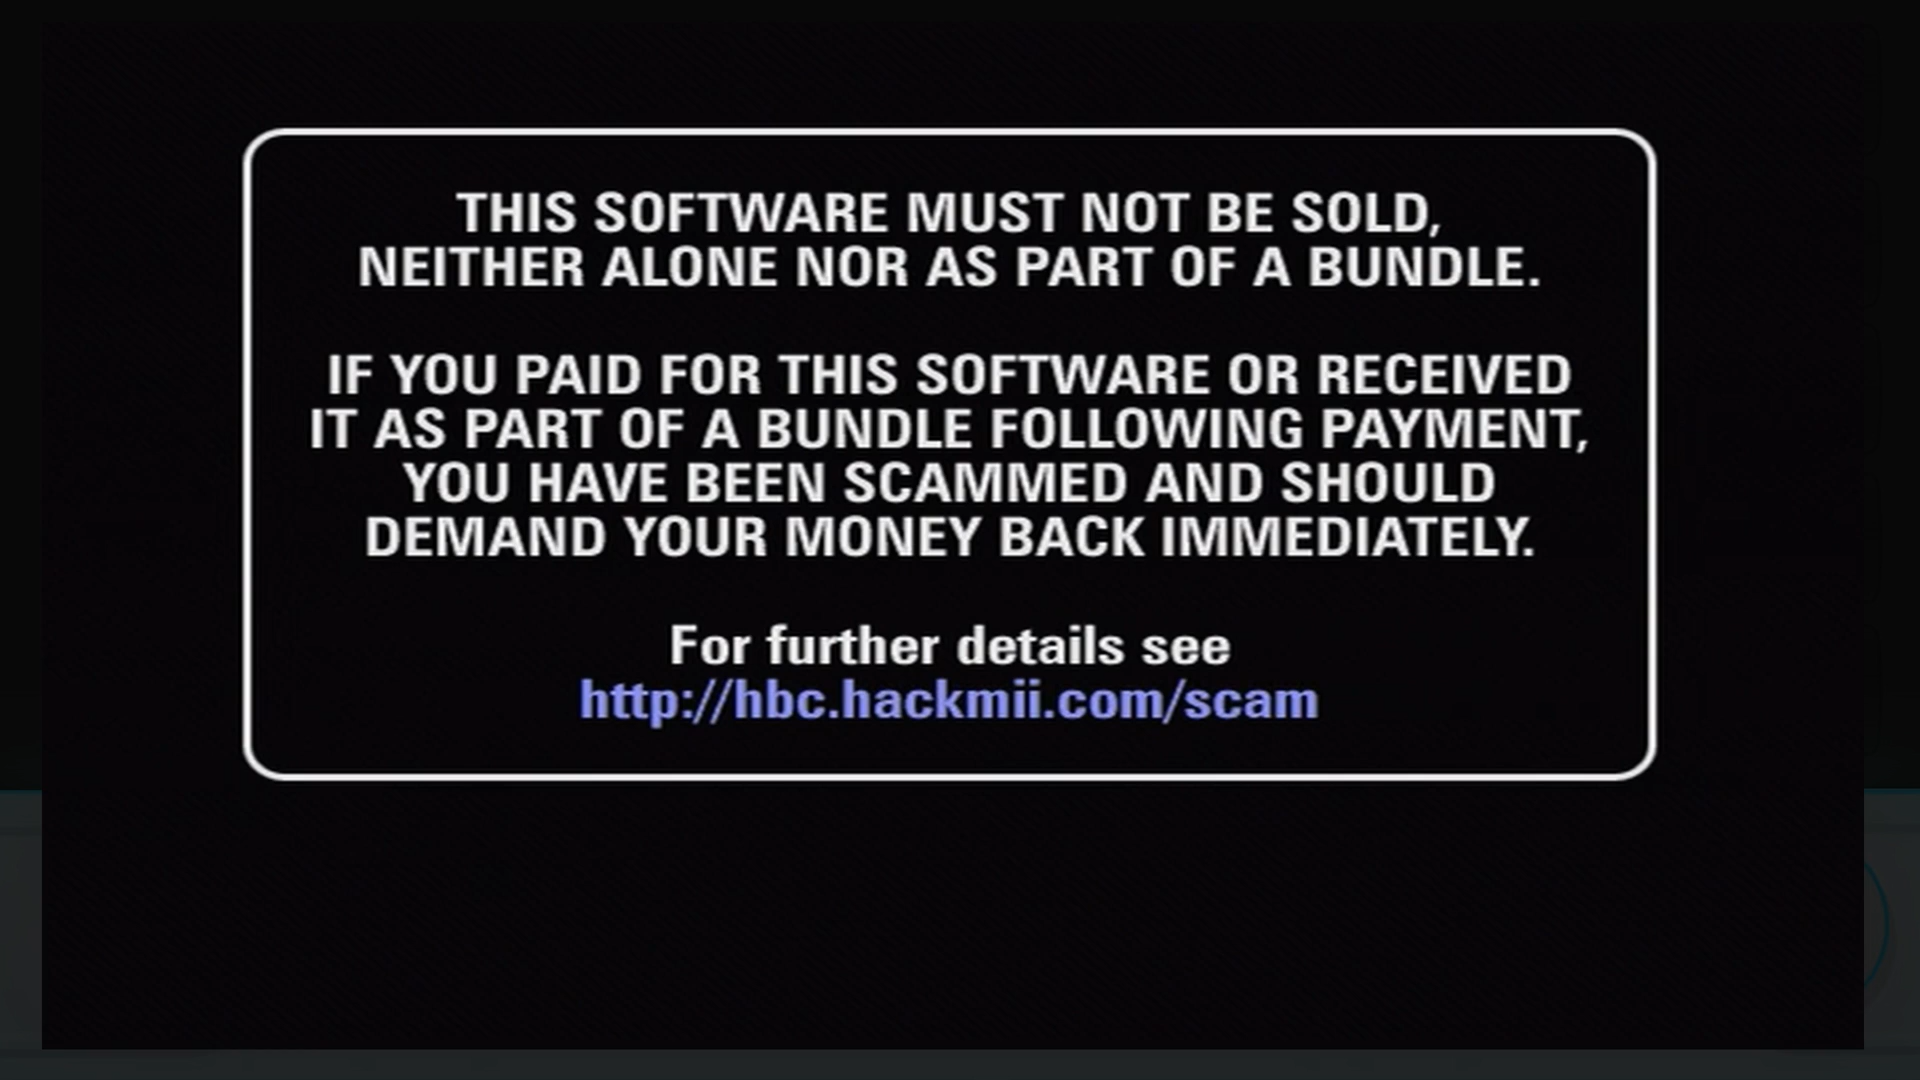 THIS SOFTWARE MUST NOT BE SOLD,
NEITHER ALONE NOR AS PART OF A BUNDLE.
IF YOU PAID FOR THIS SOFTWARE OR RECEIVED
IT AS PART OF A BUNDLE FOLLOWING PAYMENT,
YOU HAVE BEEN SCAMMED AND SHOULD
DEMAND YOUR MONEY BACK IMMEDIATELY.
For further details see
http://hbc.hackmii.com/scam